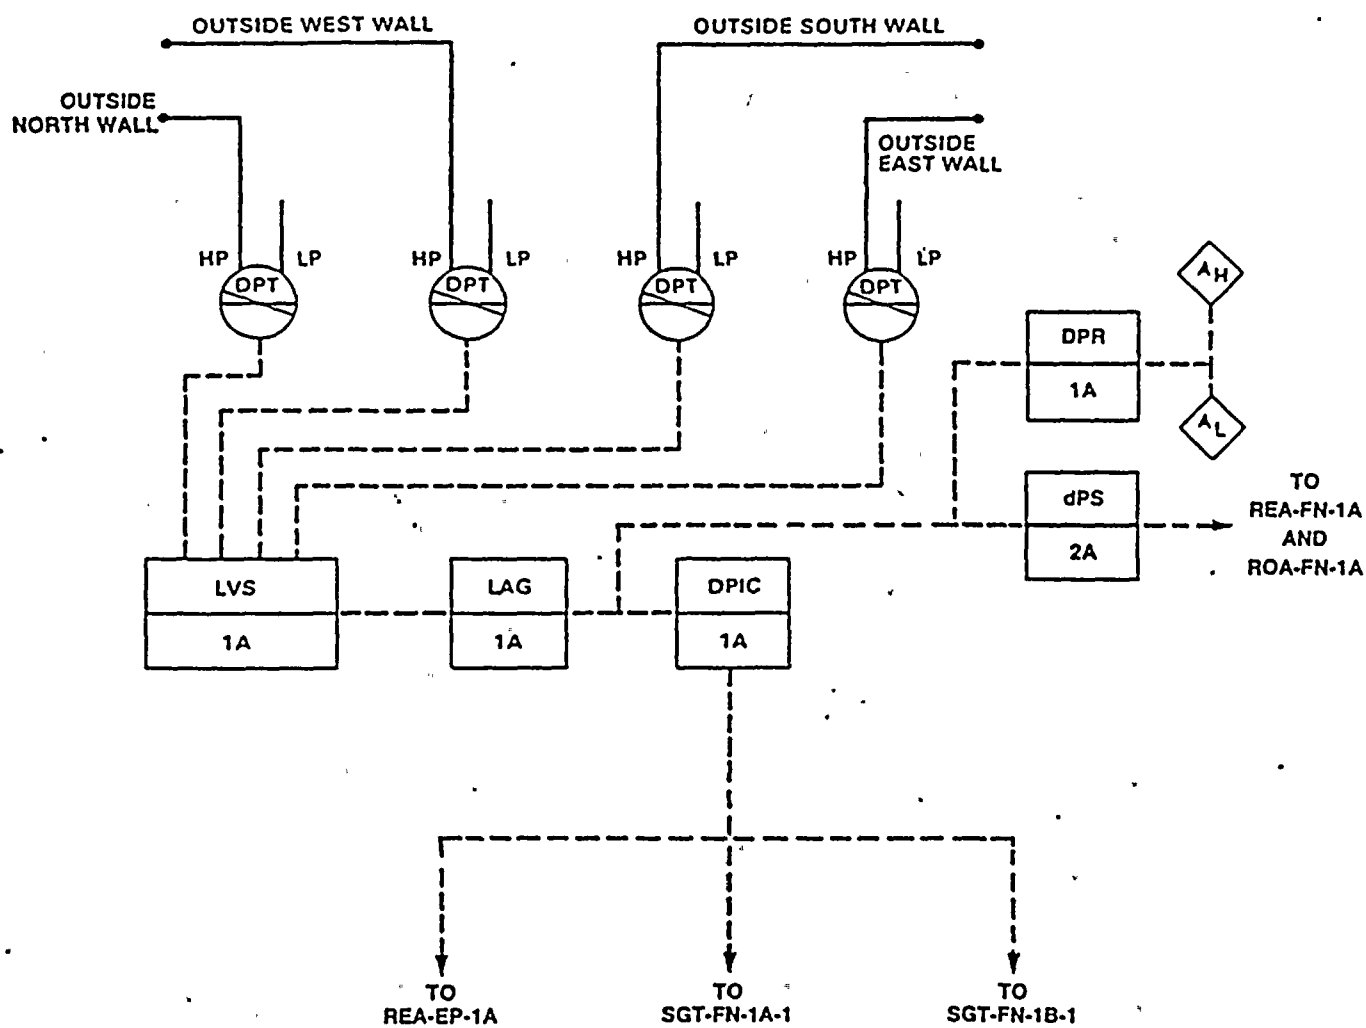 OUTSIDE WEST WALL
OUTSIDE SOUTH WALL
OUTSIDE
NORTH WALL
OUTSIDE
EAST WALL
HP LP
HP LP
HP LP
HP LP
DPT
DPT
DPT
DPT
AH
DPR
1A
AL
dPS
2A
TO
REA-FN-1A
AND
ROA-FN-1A
LVS
1A
LAG
1A
DPIC
1A
TO
REA-EP-1A
TO
SGT-FN-1A-1
TO
SGT-FN-1B-1